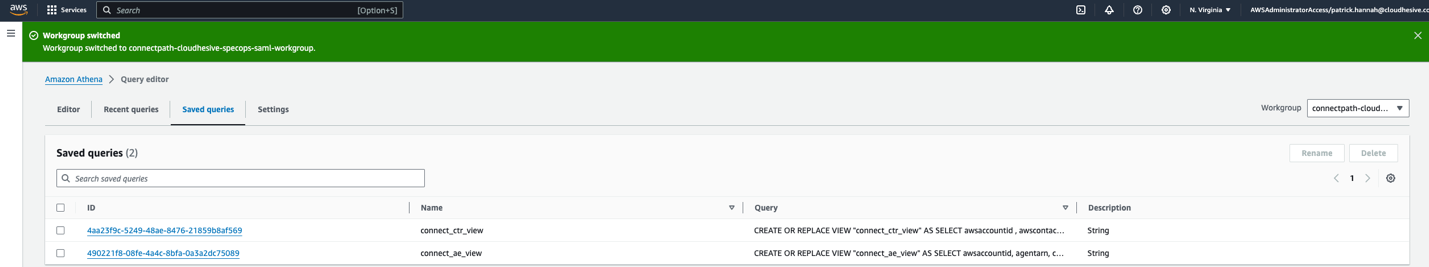 aws
Services
Search
[Option+S]
N. Virginia
AWSAdministratorAccess/patrick.hannah@cloudhesive.c
Workgroup switched
Workgroup switched to connectpath-cloudhesive-specops-saml-workgroup.
Amazon Athena
Query editor
Editor
Recent queries
Saved queries
Settings
Workgroup
connectpath-cloud...
Saved queries (2)
Rename
Delete
Search saved queries
1
ID
Name
Query
Description
4aa23f9c-5249-48ae-8476-21859b8af569
connect_ctr_view
CREATE OR REPLACE VIEW "connect_ctr_view" AS SELECT awsaccountid , awscontac...
String
490221f8-08fe-4a4c-8bfa-0a3a2dc75089
connect_ae_view
CREATE OR REPLACE VIEW "connect_ae_view" AS SELECT awsaccountid, agentarn, c...
String